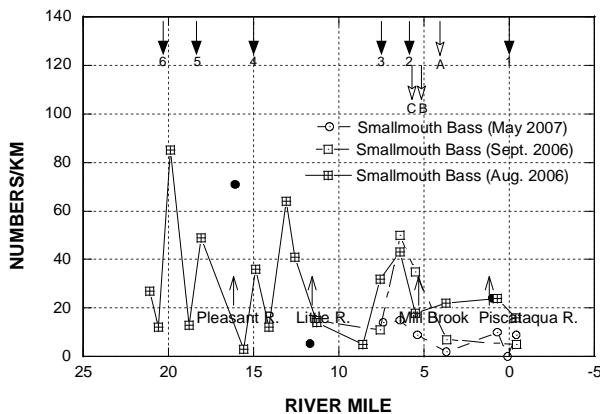 140
120
100
80
60
40
20
0
NUMBERS/KM
6 5 4 3 2 A 1
C B
Smallmouth Bass (May 2007)
Smallmouth Bass (Sept. 2006)
Smallmouth Bass (Aug. 2006)
Pleasant R. Little R. Mill Brook Piscataqua R.
25 20 15 10 5 0 -5
RIVER MILE